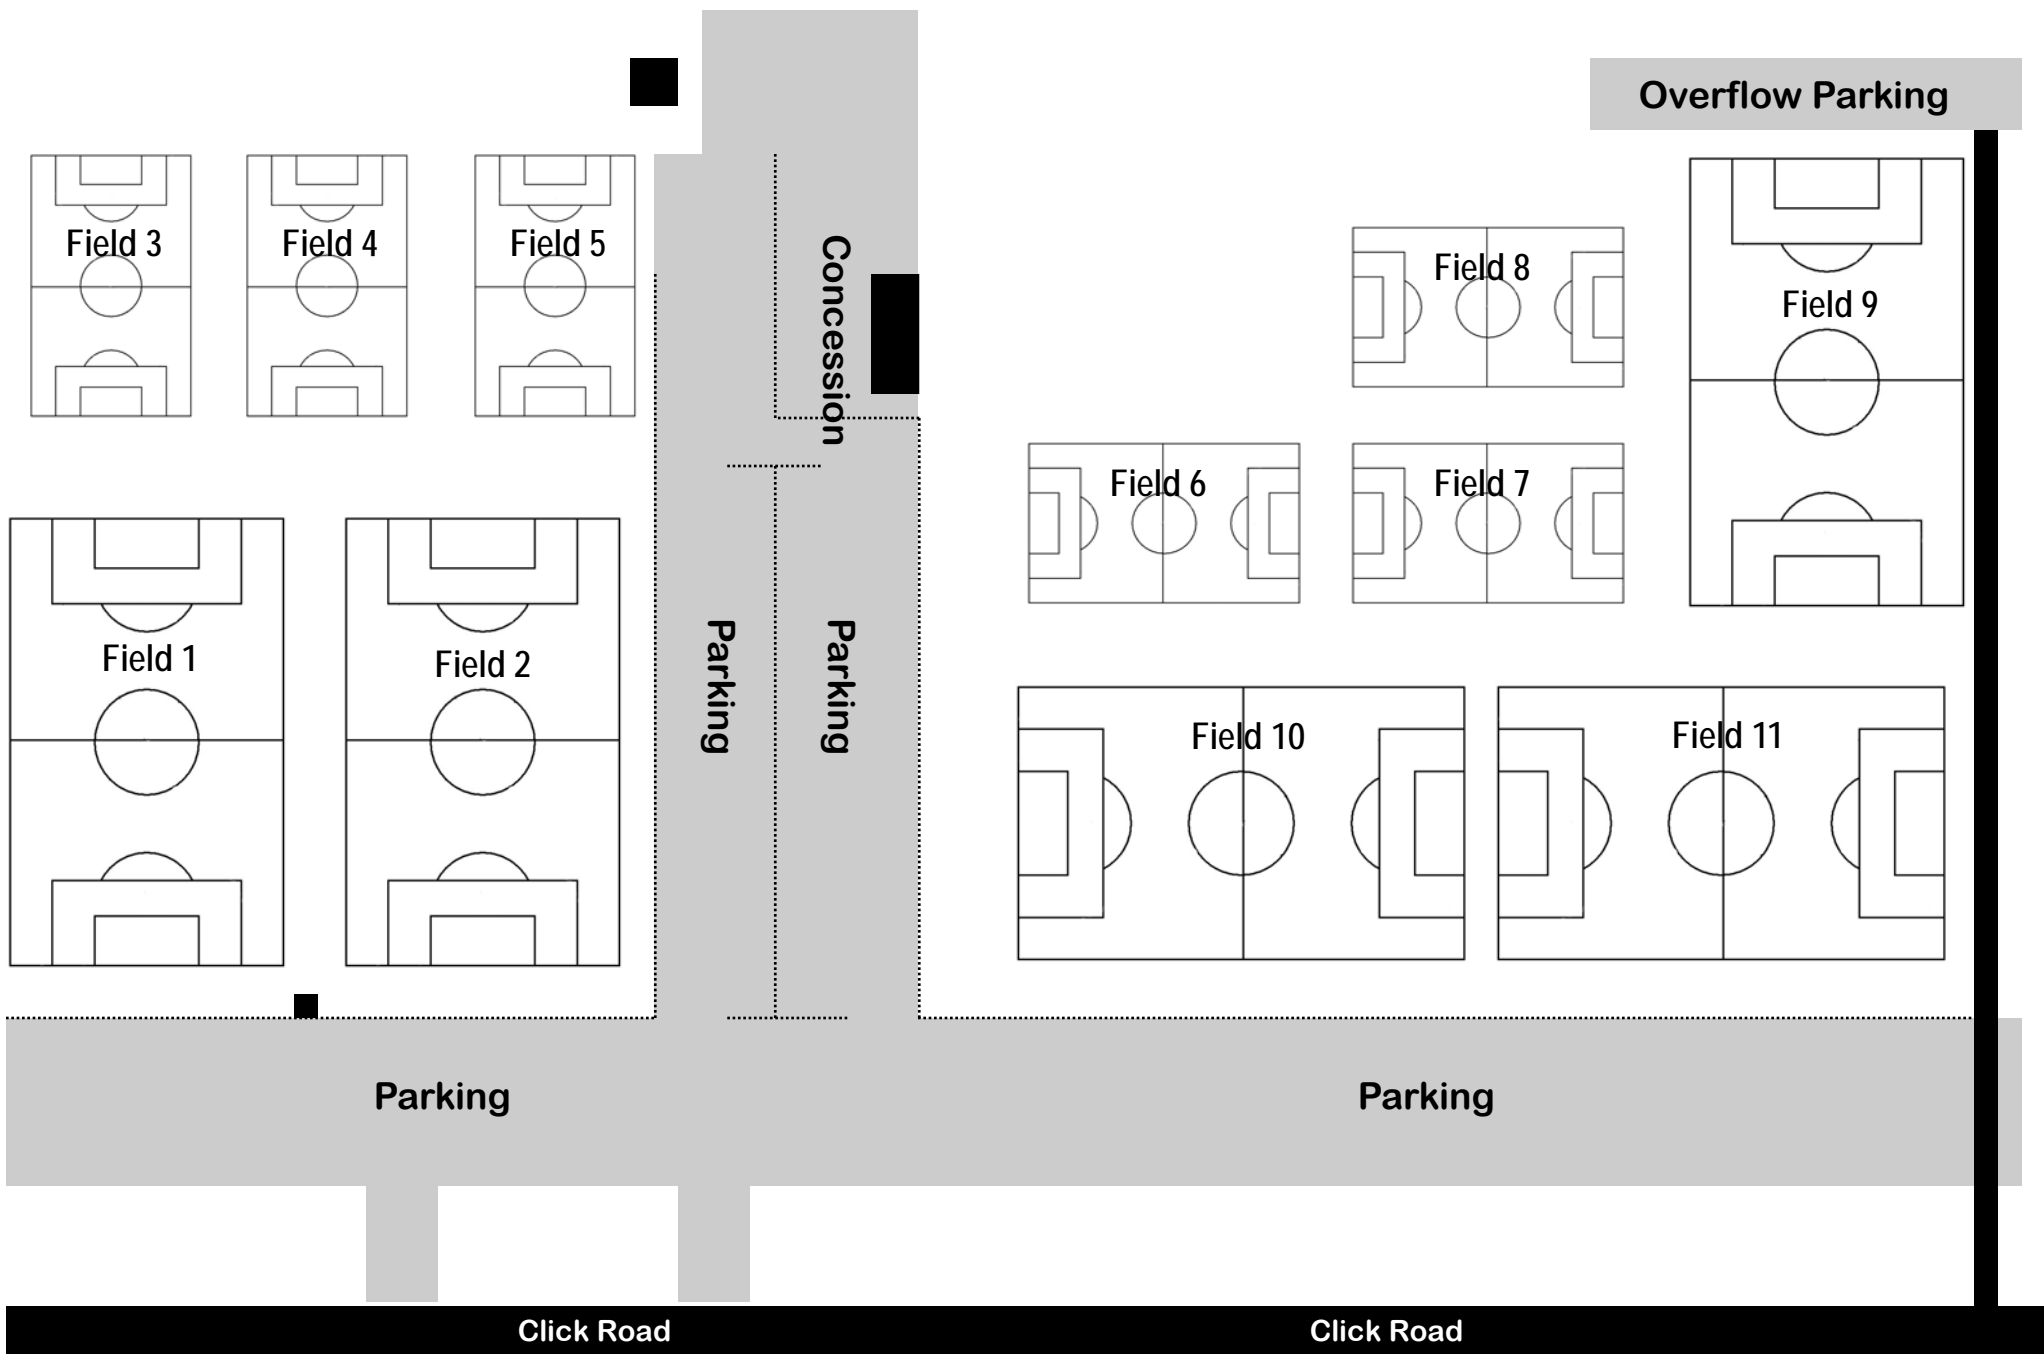 Overflow Parking
Field 3
Field 4
Field 5
Concession
Field 8
Field 9
Field 6
Field 7
Field 1
Field 2
Parking
Parking
Field 10
Field 11
Parking
Parking
Click Road
Click Road